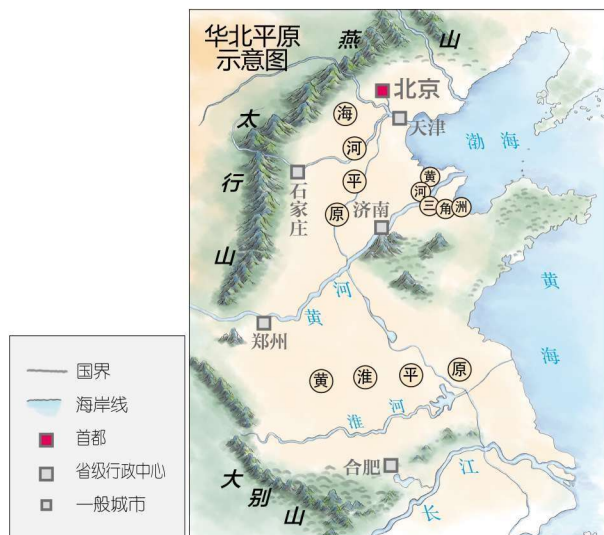 华北平原
示意图
燕山
太行山
北京
天津
渤海
海河平原
石家庄
济南
黄河三角洲
黄河
黄海
郑州
黄淮平原
淮河
合肥
大别山
长江
国界
海岸线
首都
省级行政中心
一般城市